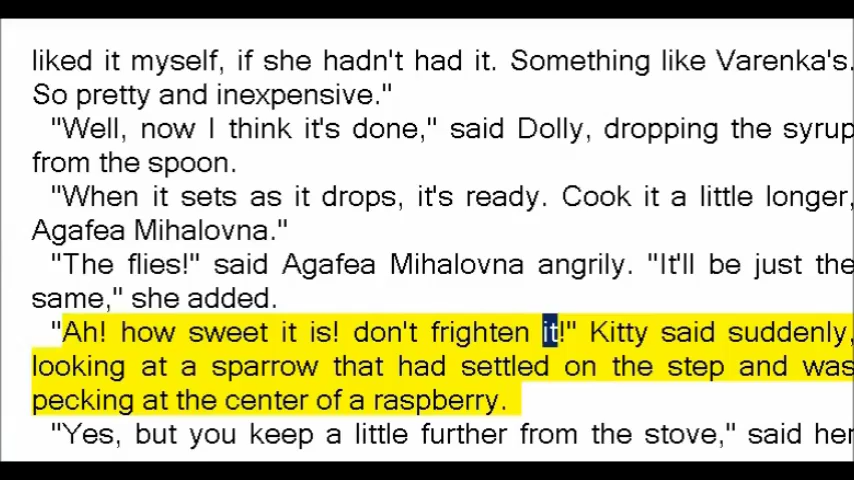 liked it myself, if she hadn't had it. Something like Varenka's.
So pretty and inexpensive."
"Well, now I think it's done," said Dolly, dropping the syrup
from the spoon.
"When it sets as it drops, it's ready. Cook it a little longer,
Agafea Mihalovna."
"The flies!" said Agafea Mihalovna angrily. "It'll be just the
same," she added.
"Ah! how sweet it is! don't frighten it!" Kitty said suddenly,
looking at a sparrow that had settled on the step and was
pecking at the center of a raspberry.
"Yes, but you keep a little further from the stove," said her